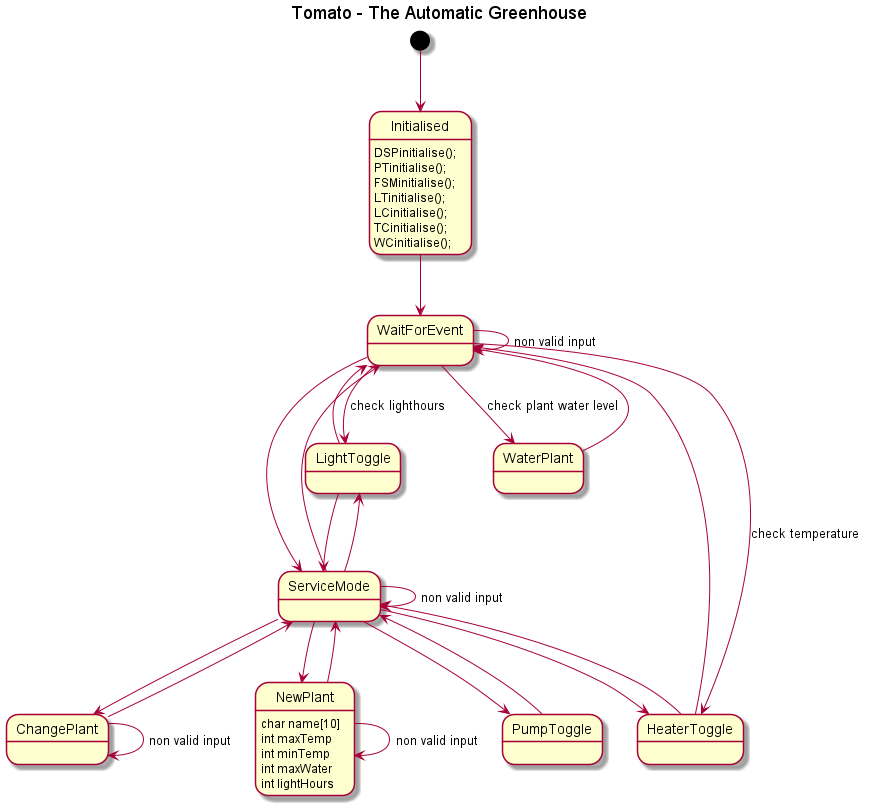 Tomato - The Automatic Greenhouse
Initialised
DSPinitialise();
PTinitialise();
FSMinitialise();
LTinitialise();
LCinitialise();
TCinitialise();
WCinitialise();
WaitForEvent
non valid input
check lighthours
check plant water level
LightToggle
WaterPlant
check temperature
ServiceMode
non valid input
ChangePlant
non valid input
NewPlant
char name[10]
int maxTemp
int minTemp
int maxWater
int lightHours
non valid input
PumpToggle
HeaterToggle